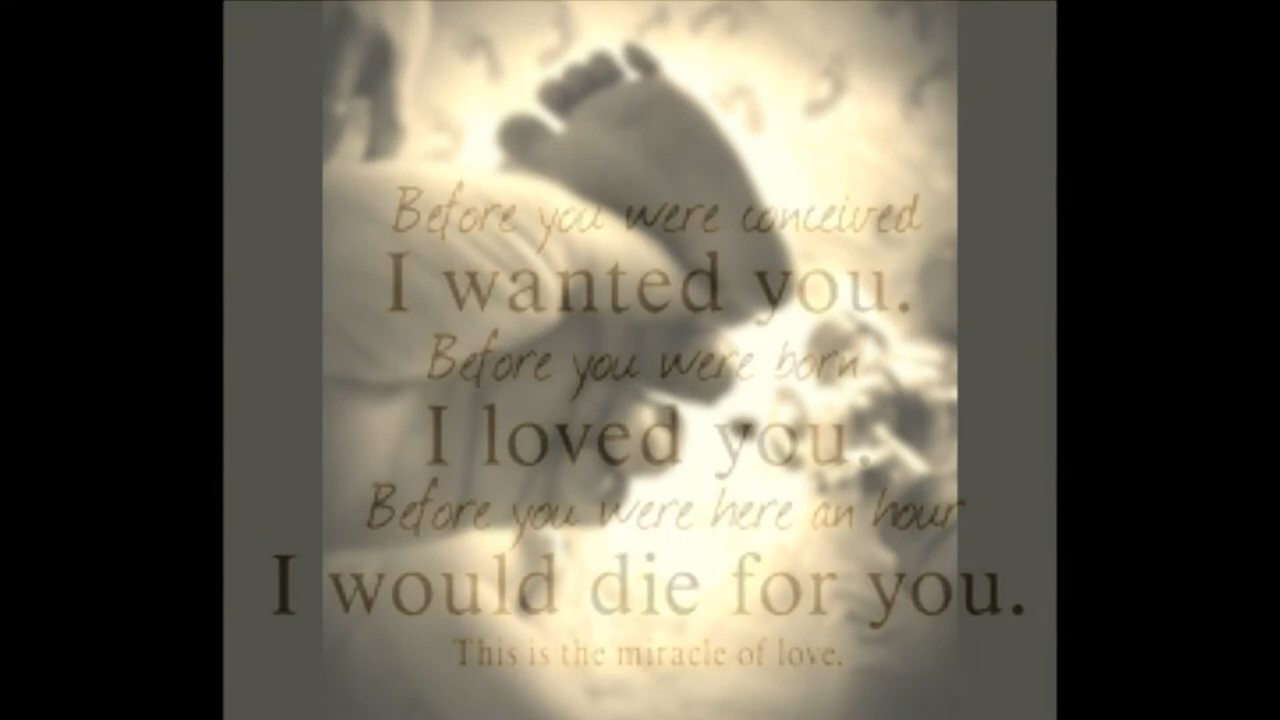 Before you were conceived
I wanted you.
Before you were born
I loved you.
Before you were here an hour
I would die for you.
This is the miracle of love.